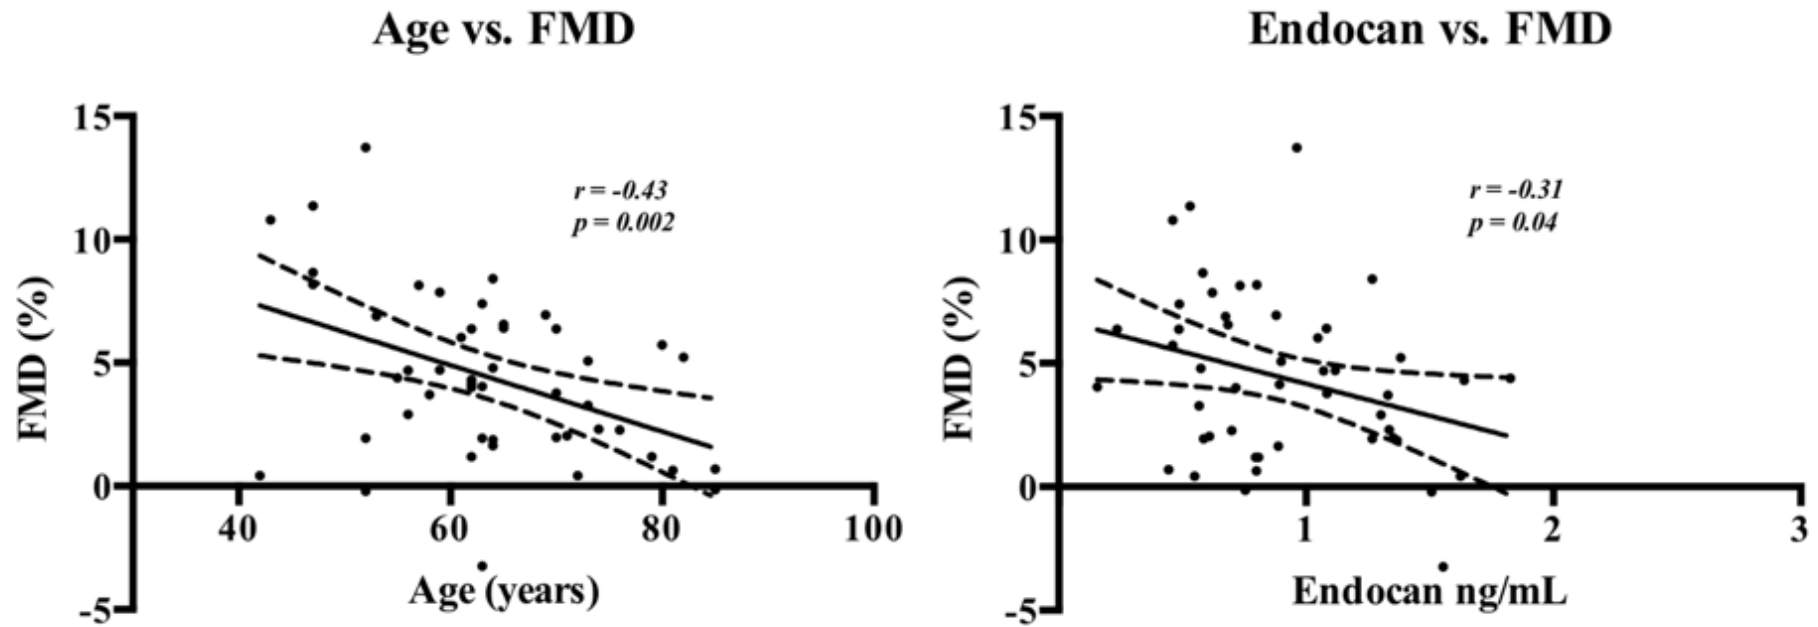 Age vs. FMD
15
10
5
0
-5
FMD (%)
r = -0.43
p = 0.002
40 60 80 100
Age (years)
Endocan vs. FMD
15
10
5
0
-5
FMD (%)
r = -0.31
p = 0.04
1 2 3
Endocan ng/mL